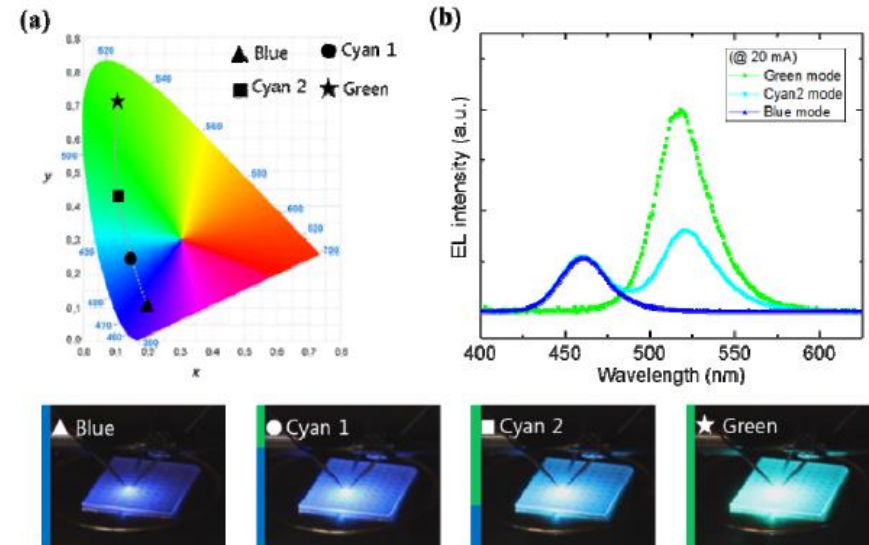 (a)
▲ Blue ● Cyan 1
■ Cyan 2 ★ Green
0.9
0.8
0.7
0.6
0.5
0.4
0.3
0.2
0.1
0.0
y
0.0 0.1 0.2 0.3 0.4 0.5 0.6 0.7 0.8
x
520
540
560
580
600
620
700
500
480
470
460
380
(b)
(@ 20 mA)
Green mode
Cyan2 mode
Blue mode
EL intensity (a.u.)
400 450 500 550 600
Wavelength (nm)
▲ Blue
● Cyan 1
■ Cyan 2
★ Green